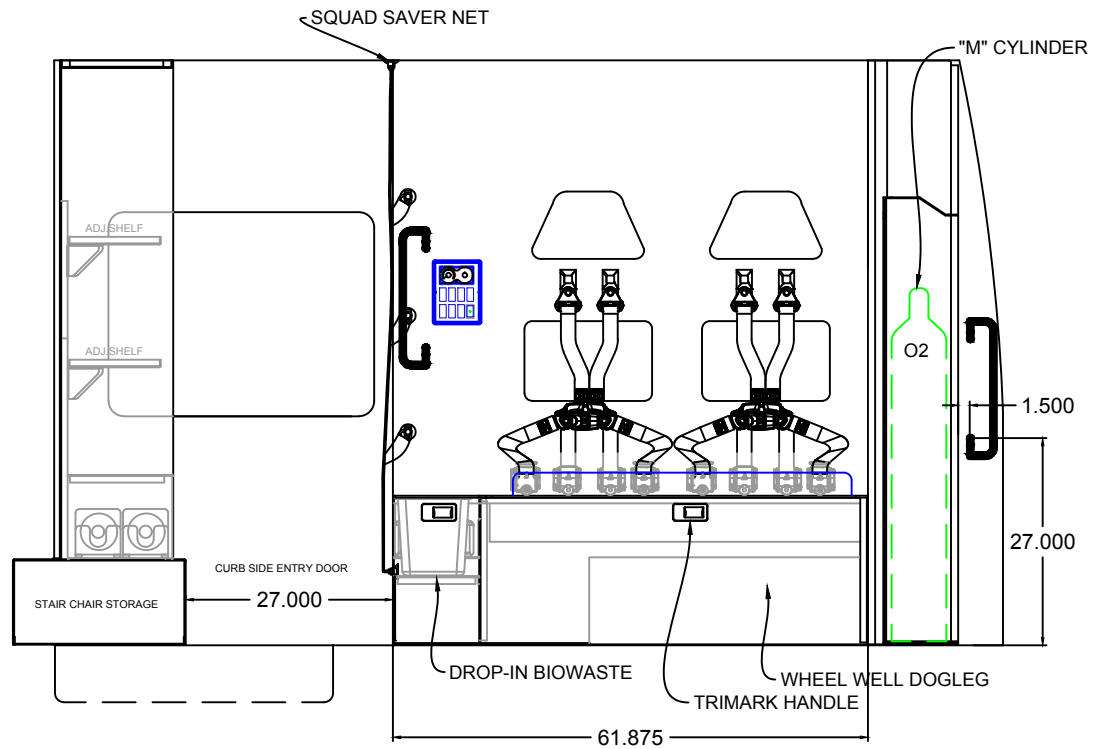 SQUAD SAVER NET
"M" CYLINDER
ADJ.SHELF
O2
ADJ.SHELF
1.500
27.000
CURB SIDE ENTRY DOOR
27.000
STAIR CHAIR STORAGE
DROP-IN BIOWASTE
WHEEL WELL DOGLEG
TRIMARK HANDLE
61.875